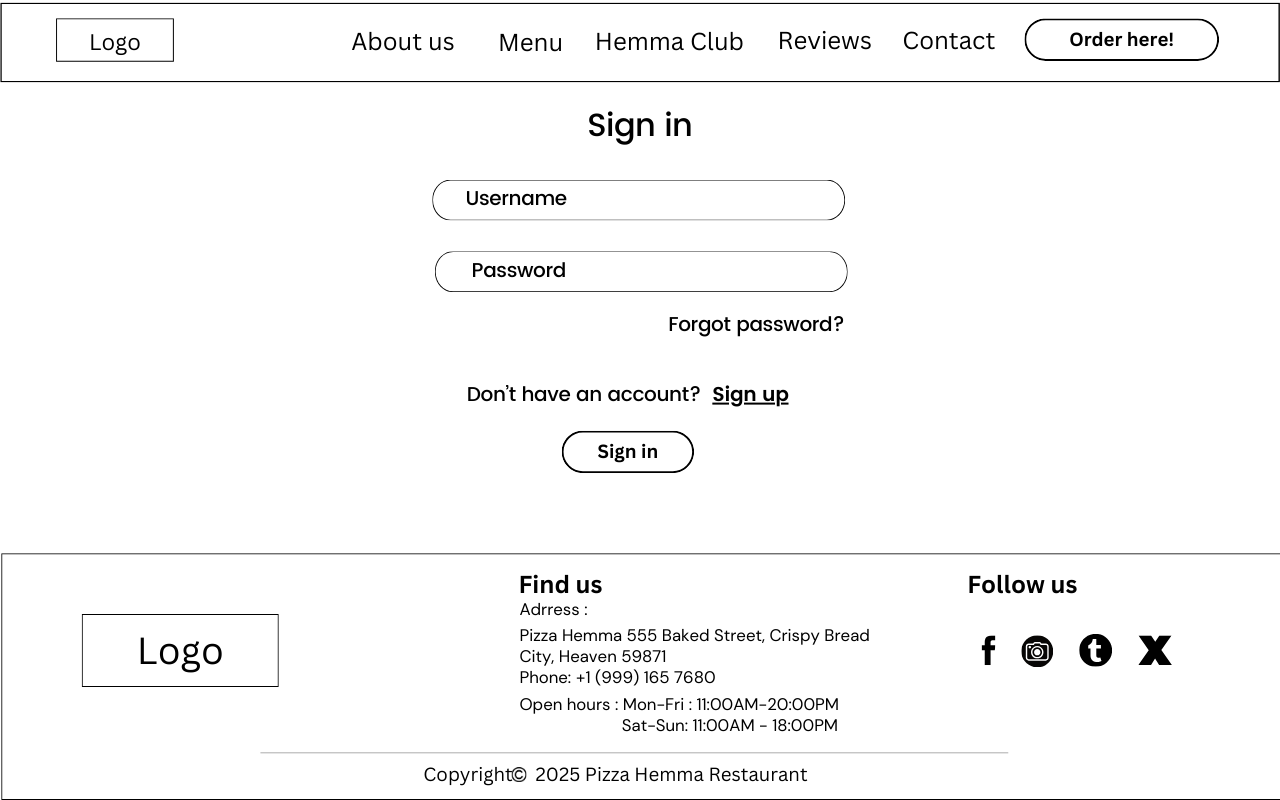 Logo
About us
Menu
Hemma Club
Reviews
Contact
Order here!
Sign in
Username
Password
Forgot password?
Don't have an account? Sign up
Sign in
Logo
Find us
Adrress :
Pizza Hemma 555 Baked Street, Crispy Bread
City, Heaven 59871
Phone: +1 (999) 165 7680
Open hours : Mon-Fri : 11:00AM-20:00PM
Sat-Sun: 11:00AM - 18:00PM
Follow us
f
t
X
Copyright© 2025 Pizza Hemma Restaurant